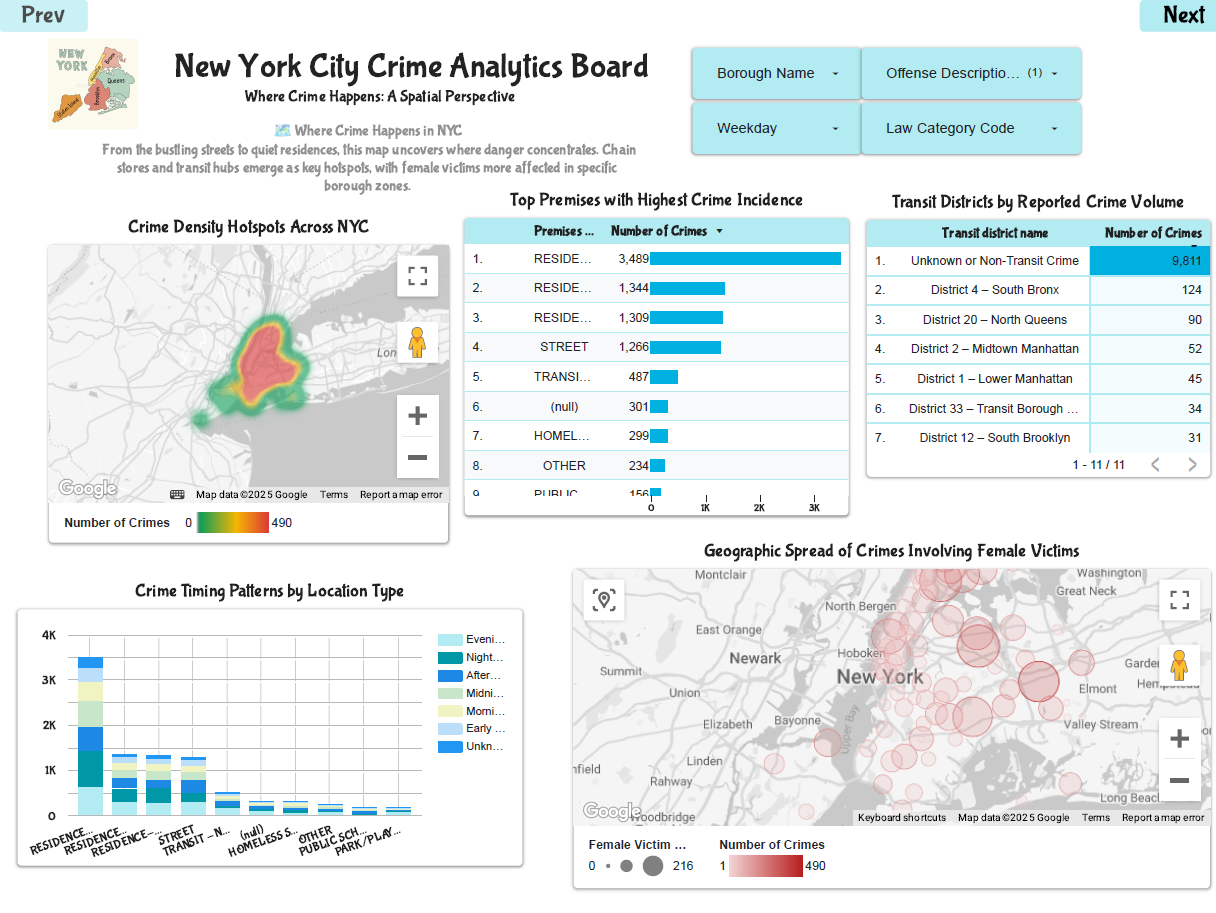 Prev
Next
NEW
YORK
Bronx
Manhattan
Queens
Brooklyn
Staten Island
New York City Crime Analytics Board
Where Crime Happens: A Spatial Perspective
🗺️ Where Crime Happens in NYC
From the bustling streets to quiet residences, this map uncovers where danger concentrates. Chain
stores and transit hubs emerge as key hotspots, with female victims more affected in specific
borough zones.
Borough Name
Offense Descriptio... (1)
Weekday
Law Category Code
Crime Density Hotspots Across NYC
Lon
Google
Map data ©2025 Google Terms Report a map error
Number of Crimes 0 490
Top Premises with Highest Crime Incidence
Premises ... Number of Crimes
1. RESIDE... 3,489
2. RESIDE... 1,344
3. RESIDE... 1,309
4. STREET 1,266
5. TRANSI... 487
6. (null) 301
7. HOMEL... 299
8. OTHER 234
9. PUBLIC 156
0 1K 2K 3K
Transit Districts by Reported Crime Volume
Transit district name Number of Crimes
1. Unknown or Non-Transit Crime 9,811
2. District 4 – South Bronx 124
3. District 20 – North Queens 90
4. District 2 – Midtown Manhattan 52
5. District 1 – Lower Manhattan 45
6. District 33 – Transit Borough ... 34
7. District 12 – South Brooklyn 31
1 - 11 / 11
Crime Timing Patterns by Location Type
4K
3K
2K
1K
0
RESIDENCE...
RESIDENCE...
RESIDENCE-...
STREET
TRANSIT - N...
(null)
HOMELESS S...
OTHER
PUBLIC SCH...
PARK/PLAY...
Eveni...
Night...
After...
Midni...
Morni...
Early ...
Unkn...
Geographic Spread of Crimes Involving Female Victims
Montclair
Washington
Great Neck
North Bergen
East Orange
Newark
Hoboken
Summit
New York
Garde
Hempstead
Elmont
Union
Elizabeth
Bayonne
Upper Bay
Valley Stream
Linden
nfield
Rahway
Long Beac
Google
Woodbridge
Keyboard shortcuts Map data ©2025 Google Terms Report a map error
Female Victim ...
0 216
Number of Crimes
1 490